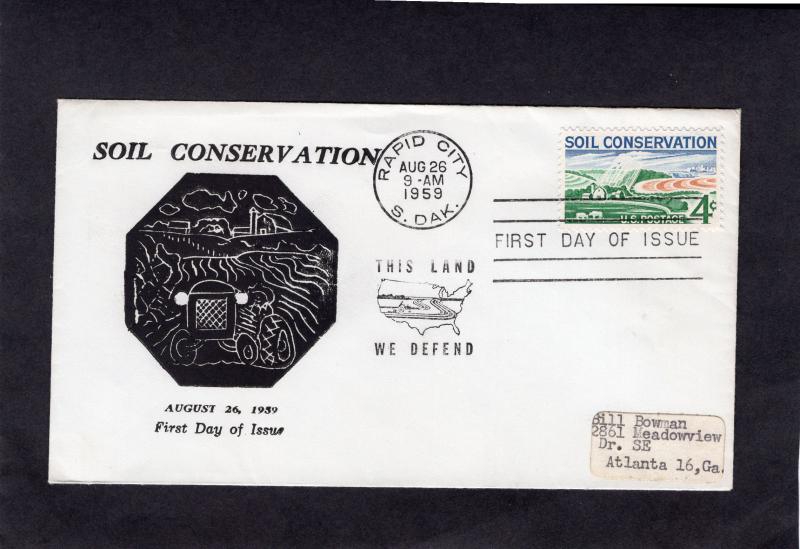 SOIL CONSERVATION
RAPID CITY
AUG 26
9-AM
1959
S. DAK.
SOIL CONSERVATION
U.S. POSTAGE 4¢
FIRST DAY OF ISSUE
THIS LAND
WE DEFEND
AUGUST 26, 1959
First Day of Issue
Bill Bowman
2861 Meadowview
Dr. SE
Atlanta 16,Ga.